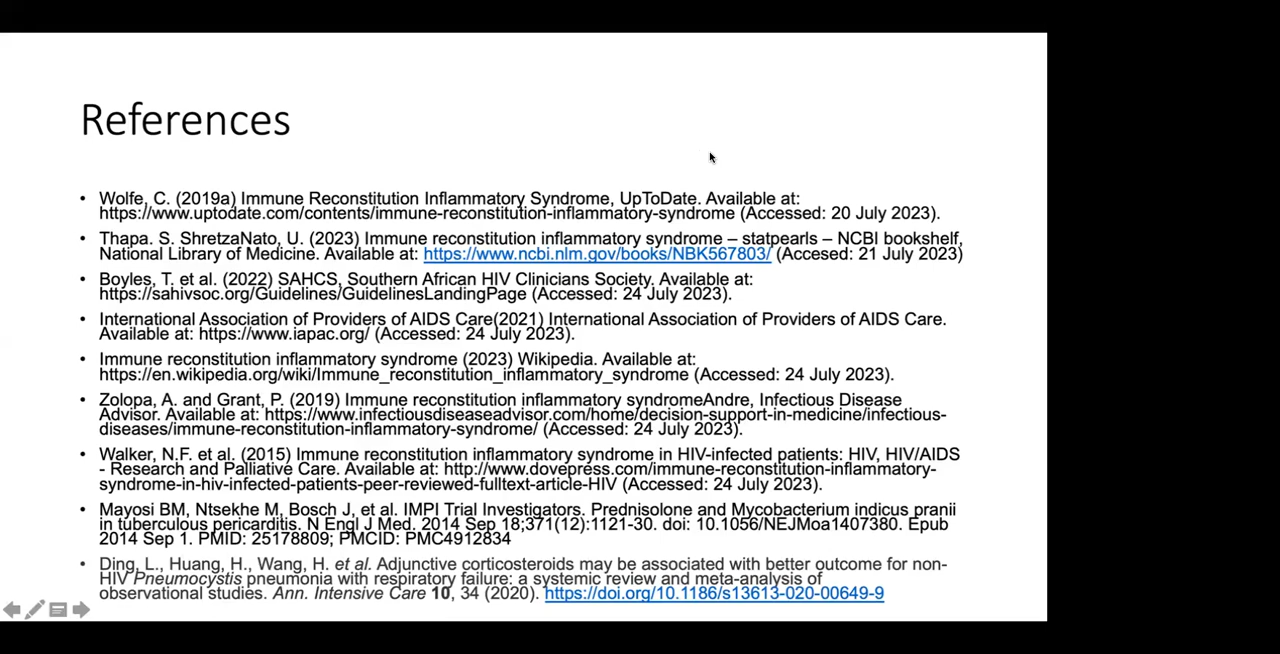 References
• Wolfe, C. (2019a) Immune Reconstitution Inflammatory Syndrome, UpToDate. Available at:
https://www.uptodate.com/contents/immune-reconstitution-inflammatory-syndrome (Accessed: 20 July 2023).
• Thapa. S. ShretzaNato, U. (2023) Immune reconstitution inflammatory syndrome – statpearls – NCBI bookshelf,
National Library of Medicine. Available at: https://www.ncbi.nlm.gov/books/NBK567803/ (Accesed: 21 July 2023)
• Boyles, T. et al. (2022) SAHCS, Southern African HIV Clinicians Society. Available at:
https://sahivsoc.org/Guidelines/GuidelinesLandingPage (Accessed: 24 July 2023).
• International Association of Providers of AIDS Care(2021) International Association of Providers of AIDS Care.
Available at: https://www.iapac.org/ (Accessed: 24 July 2023).
• Immune reconstitution inflammatory syndrome (2023) Wikipedia. Available at:
https://en.wikipedia.org/wiki/Immune_reconstitution_inflammatory_syndrome (Accessed: 24 July 2023).
• Zolopa, A. and Grant, P. (2019) Immune reconstitution inflammatory syndromeAndre, Infectious Disease
Advisor. Available at: https://www.infectiousdiseaseadvisor.com/home/decision-support-in-medicine/infectious-
diseases/immune-reconstitution-inflammatory-syndrome/ (Accessed: 24 July 2023).
• Walker, N.F. et al. (2015) Immune reconstitution inflammatory syndrome in HIV-infected patients: HIV, HIV/AIDS
- Research and Palliative Care. Available at: http://www.dovepress.com/immune-reconstitution-inflammatory-
syndrome-in-hiv-infected-patients-peer-reviewed-fulltext-article-HIV (Accessed: 24 July 2023).
• Mayosi BM, Ntsekhe M, Bosch J, et al. IMPI Trial Investigators. Prednisolone and Mycobacterium indicus pranii
in tuberculous pericarditis. N Engl J Med. 2014 Sep 18;371(12):1121-30. doi: 10.1056/NEJMoa1407380. Epub
2014 Sep 1. PMID: 25178809; PMCID: PMC4912834
• Ding, L., Huang, H., Wang, H. et al. Adjunctive corticosteroids may be associated with better outcome for non-
HIV Pneumocystis pneumonia with respiratory failure: a systemic review and meta-analysis of
observational studies. Ann. Intensive Care 10, 34 (2020). https://doi.org/10.1186/s13613-020-00649-9